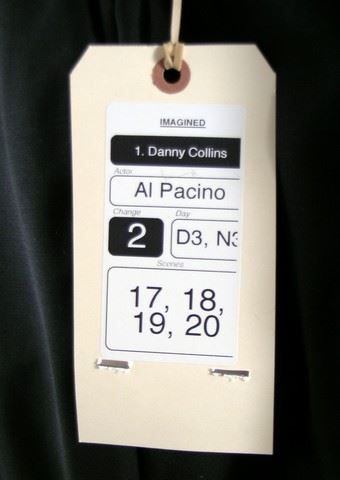 IMAGINED
1. Danny Collins
Actor
Al Pacino
Change Day
2 D3, N3
Scenes
17, 18,
19, 20